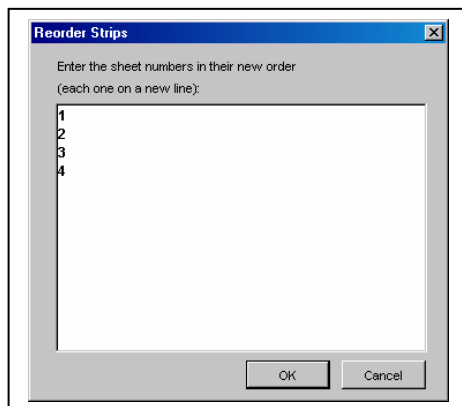 Reorder Strips
Enter the sheet numbers in their new order
(each one on a new line):
1
2
3
4
OK
Cancel